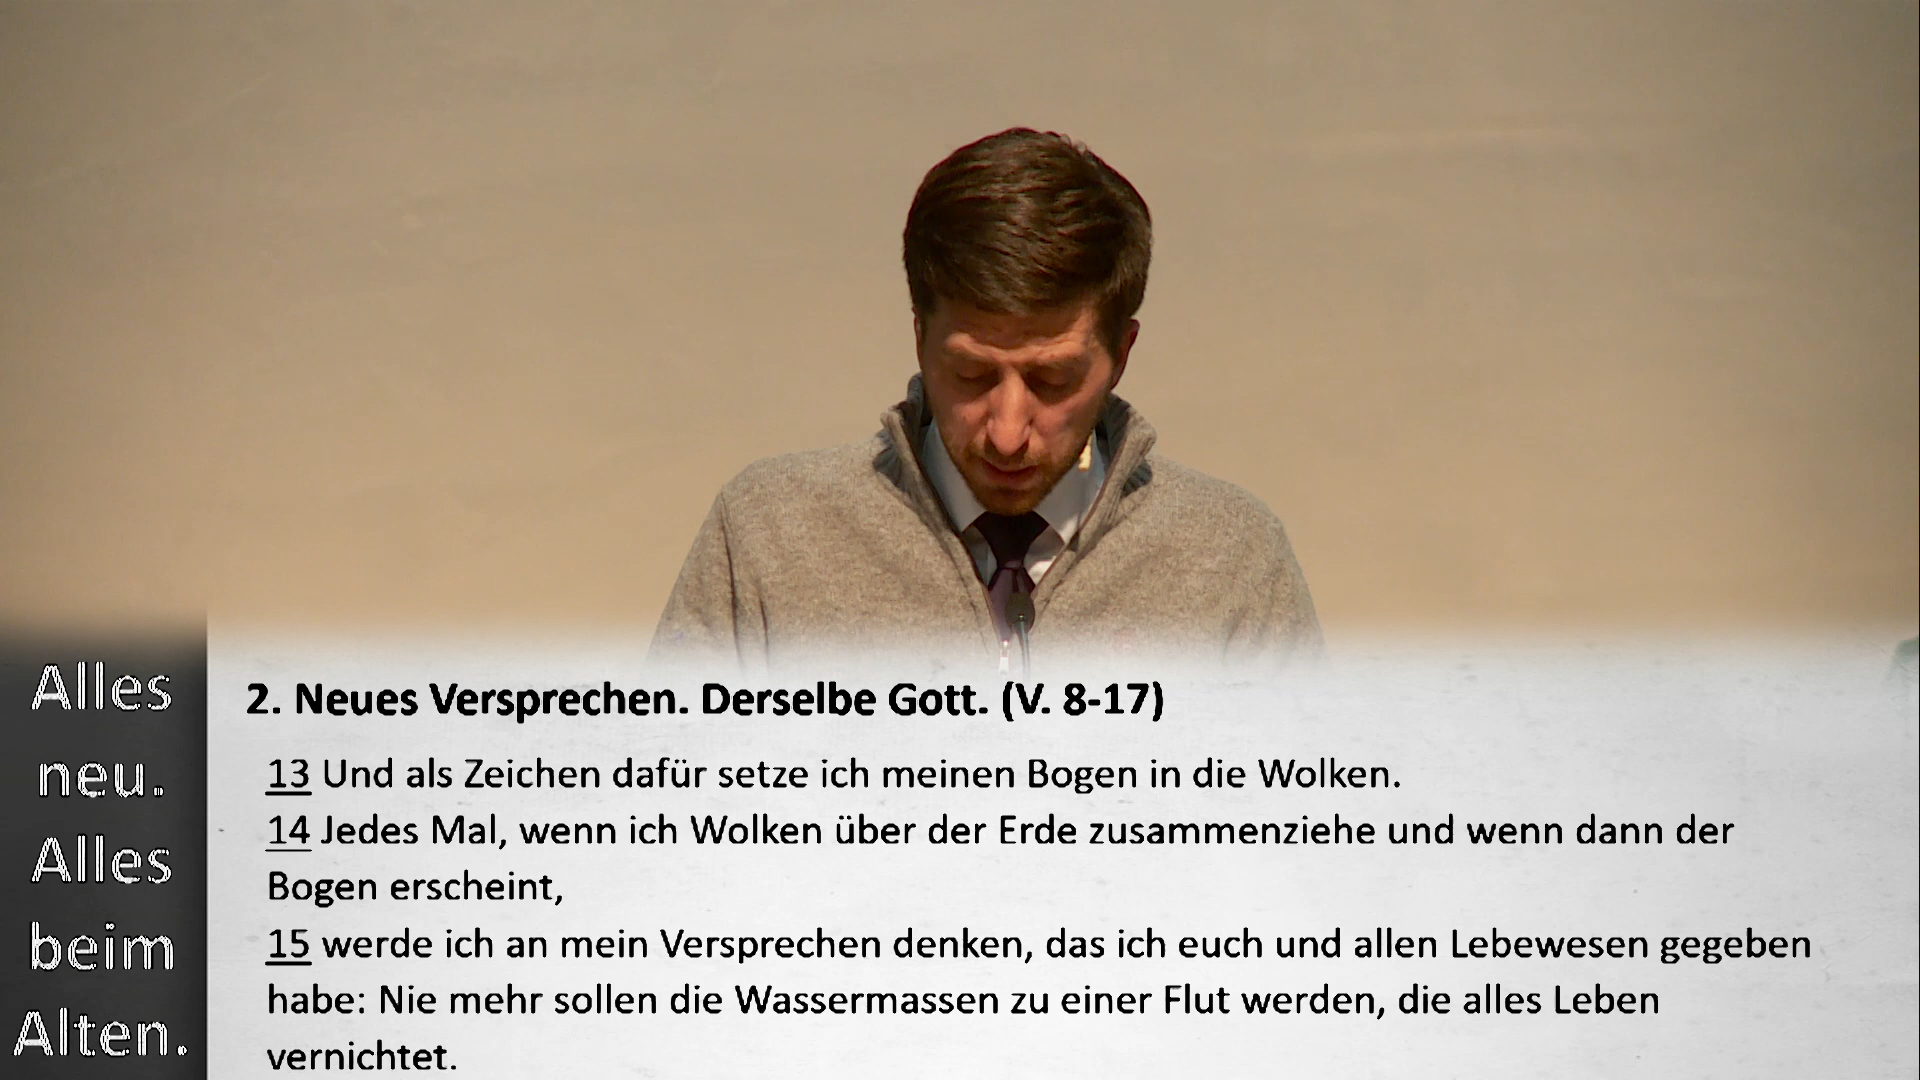 Alles
neu.
Alles
beim
Alten.
2. Neues Versprechen. Derselbe Gott. (V. 8-17)
13 Und als Zeichen dafür setze ich meinen Bogen in die Wolken.
14 Jedes Mal, wenn ich Wolken über der Erde zusammenziehe und wenn dann der
Bogen erscheint,
15 werde ich an mein Versprechen denken, das ich euch und allen Lebewesen gegeben
habe: Nie mehr sollen die Wassermassen zu einer Flut werden, die alles Leben
vernichtet.